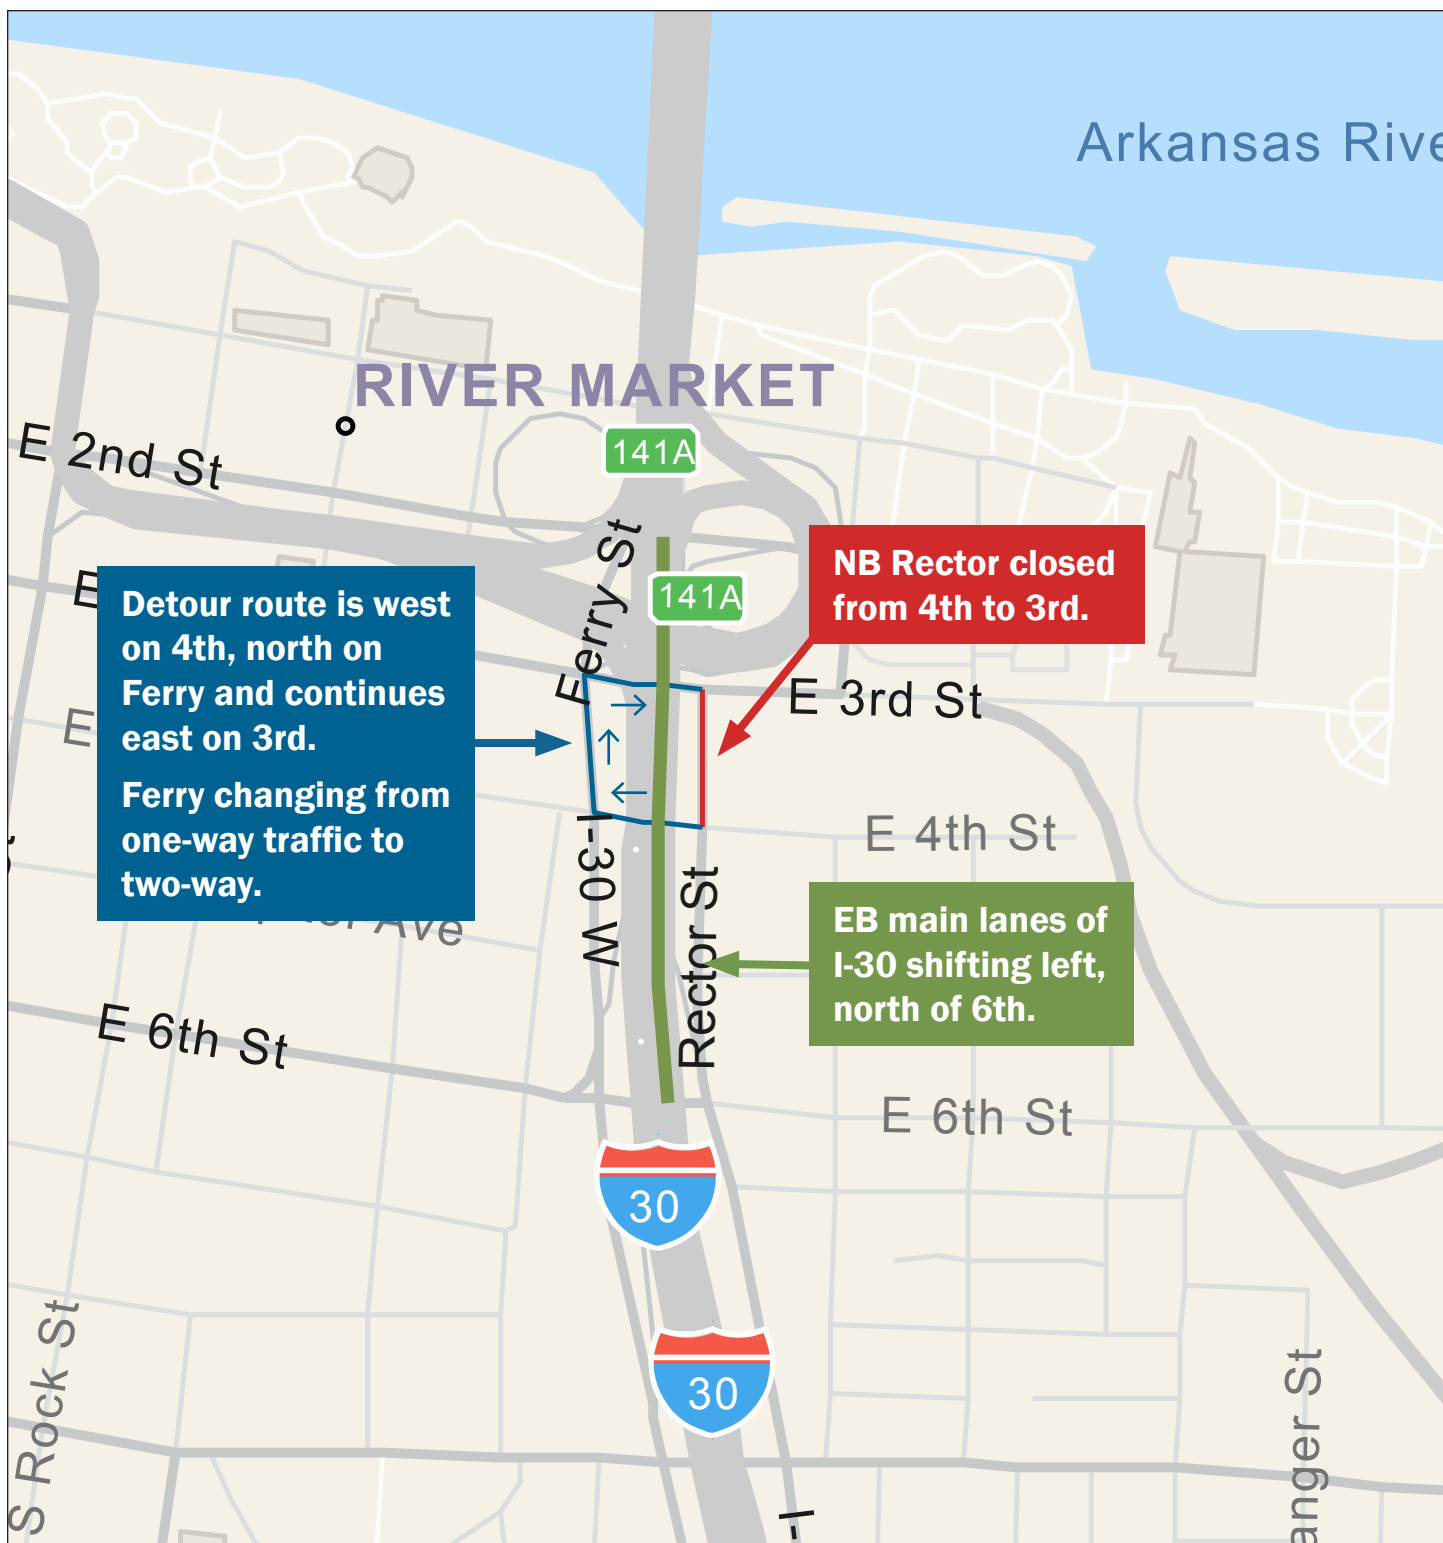 Arkansas Rive
RIVER MARKET
E 2nd St
141A
Ferry St
141A
NB Rector closed
from 4th to 3rd.
E
Detour route is west
on 4th, north on
Ferry and continues
east on 3rd.
Ferry changing from
one-way traffic to
two-way.
E
E 3rd St
E 4th St
I-30 W
Ave
Rector St
EB main lanes of
I-30 shifting left,
north of 6th.
E 6th St
E 6th St
30
30
S Rock St
anger St
I-